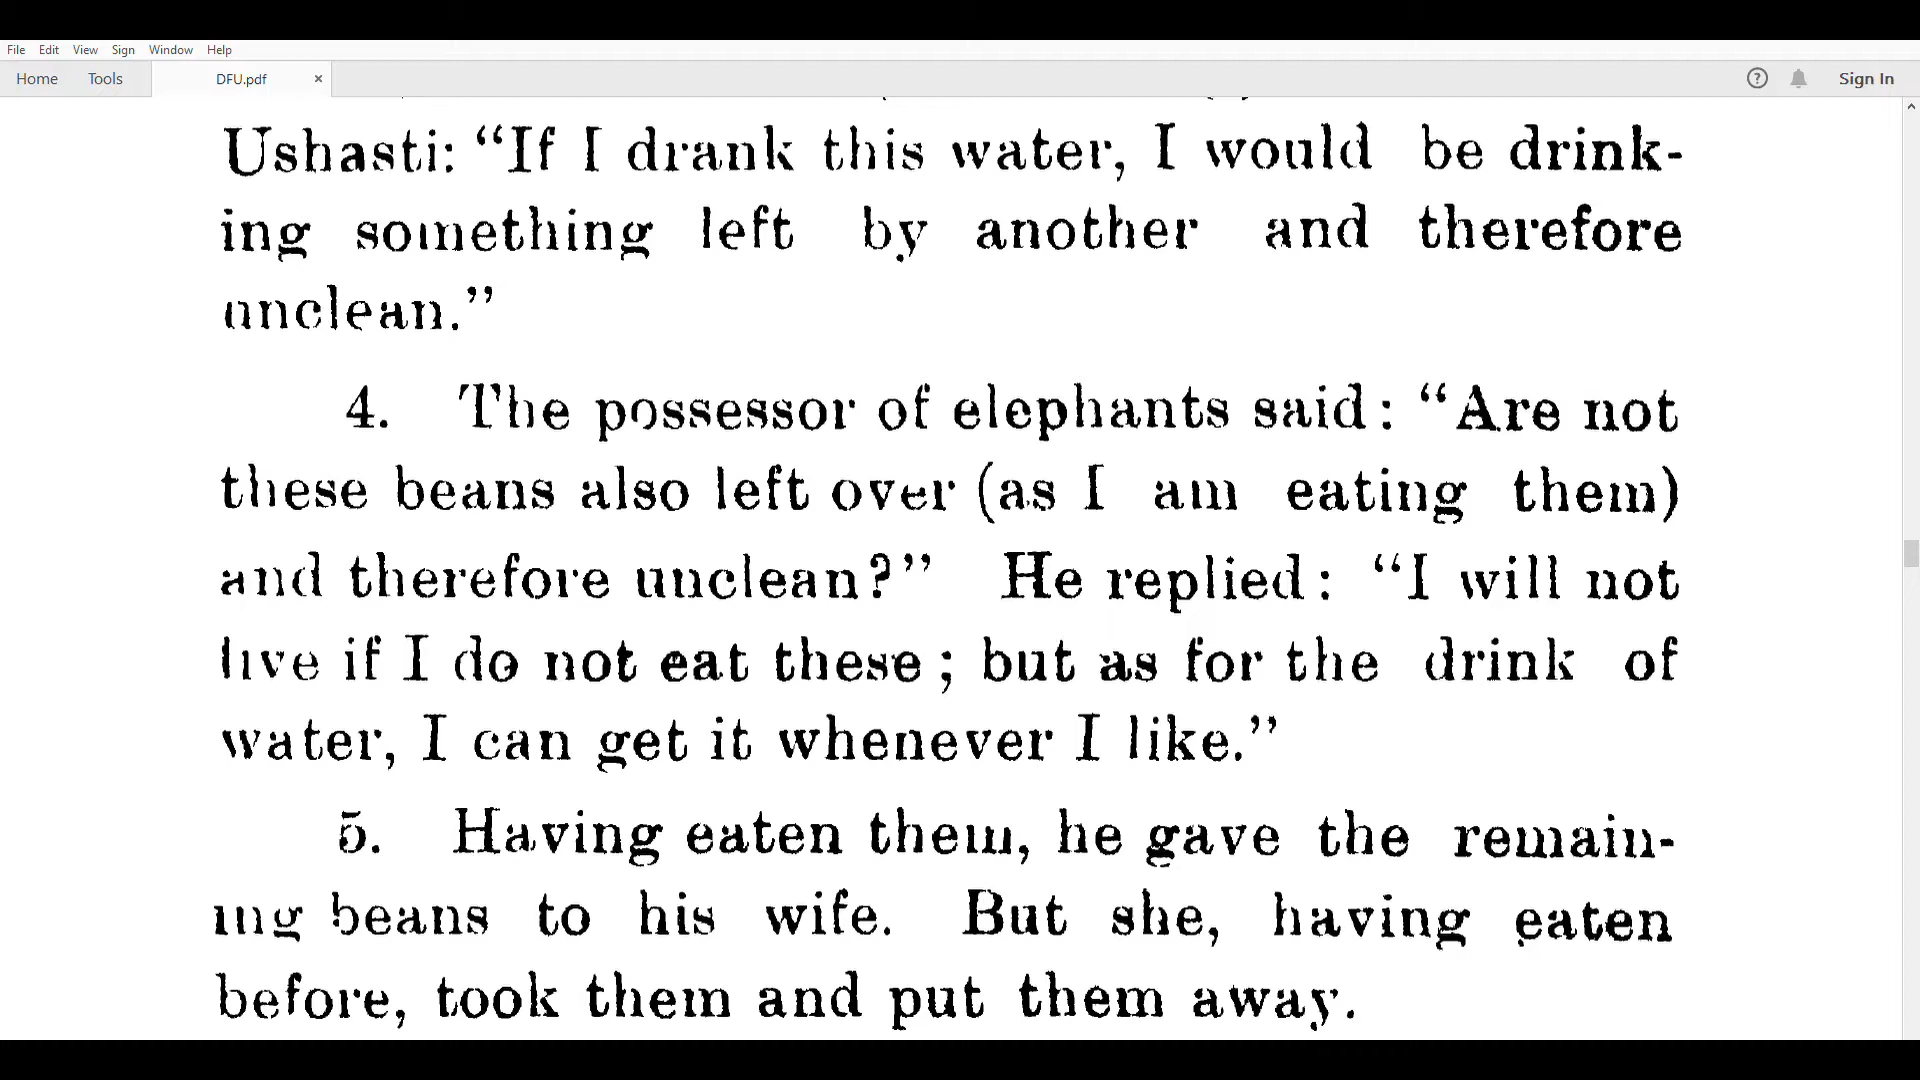 File Edit View Sign Window Help
Home Tools DFU.pdf × ? Sign In
Ushasti: “If I drank this water, I would be drink-
ing something left by another and therefore
unclean.”
4. The possessor of elephants said: “Are not
these beans also left over (as I am eating them)
and therefore unclean?” He replied: “I will not
live if I do not eat these; but as for the drink of
water, I can get it whenever I like.”
5. Having eaten them, he gave the remain-
ing beans to his wife. But she, having eaten
before, took them and put them away.